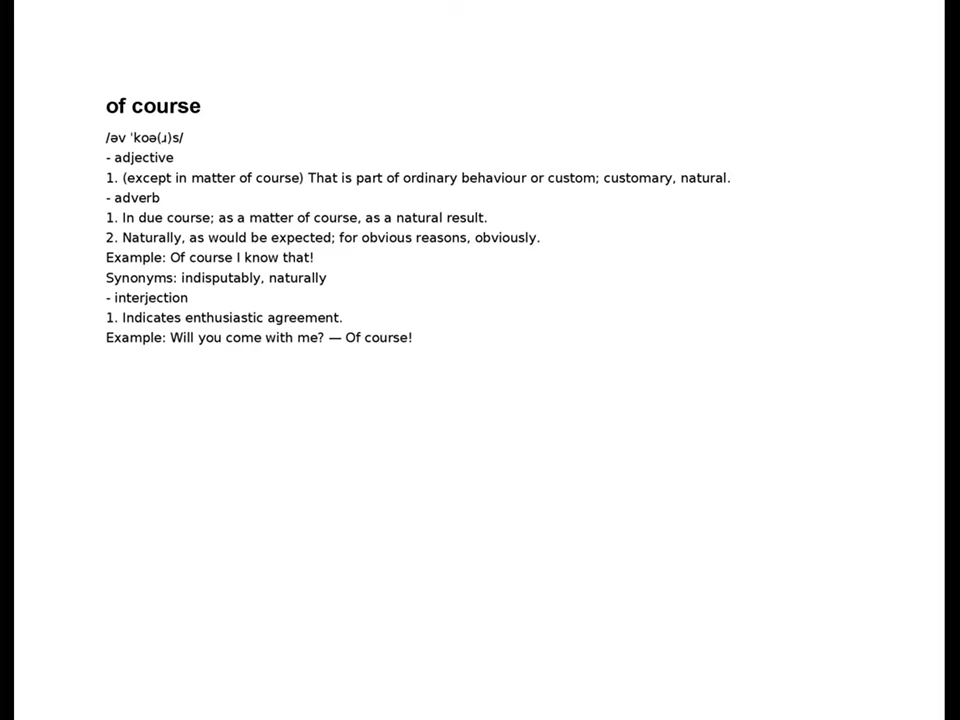 of course
/əv ˈkoə(ɹ)s/
- adjective
1. (except in matter of course) That is part of ordinary behaviour or custom; customary, natural.
- adverb
1. In due course; as a matter of course, as a natural result.
2. Naturally, as would be expected; for obvious reasons, obviously.
Example: Of course I know that!
Synonyms: indisputably, naturally
- interjection
1. Indicates enthusiastic agreement.
Example: Will you come with me? — Of course!